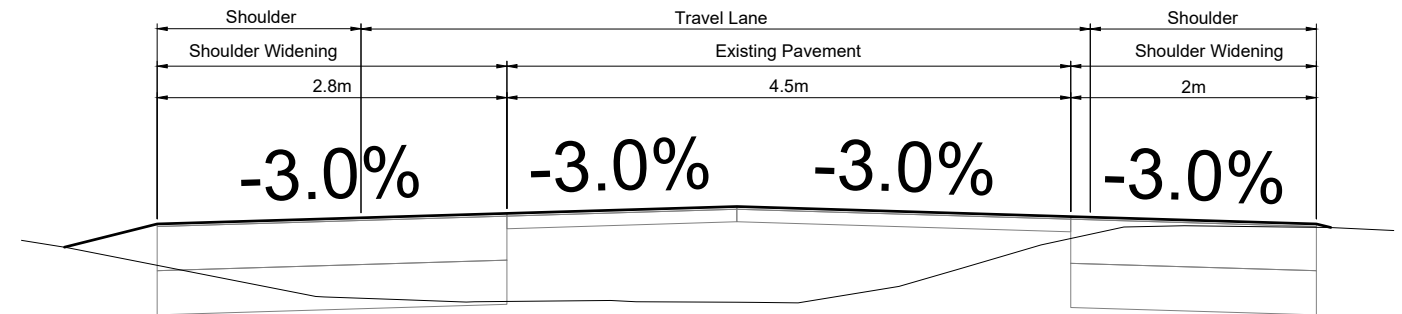 Shoulder Travel Lane Shoulder
Shoulder Widening Existing Pavement Shoulder Widening
2.8m 4.5m 2m
-3.0% -3.0% -3.0% -3.0%